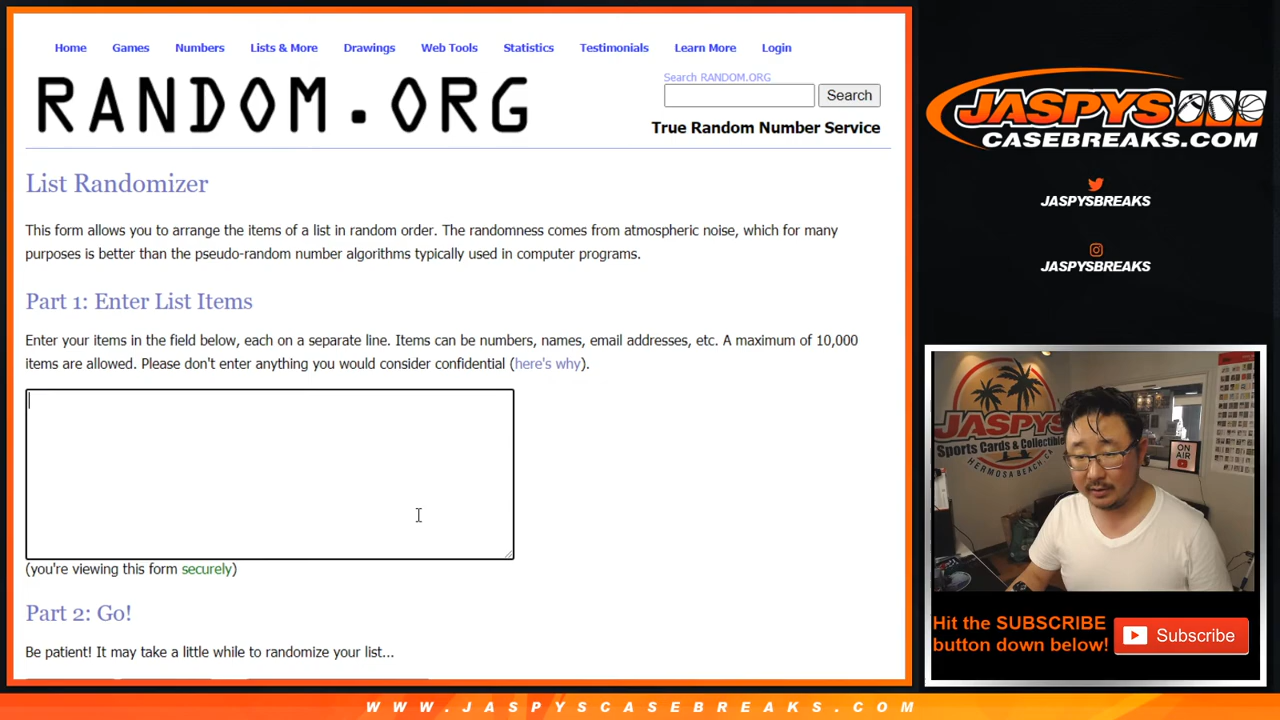 Home Games Numbers Lists & More Drawings Web Tools Statistics Testimonials Learn More Login
RANDOM.ORG
Search RANDOM.ORG
Search
True Random Number Service
List Randomizer
This form allows you to arrange the items of a list in random order. The randomness comes from atmospheric noise, which for many
purposes is better than the pseudo-random number algorithms typically used in computer programs.
Part 1: Enter List Items
Enter your items in the field below, each on a separate line. Items can be numbers, names, email addresses, etc. A maximum of 10,000
items are allowed. Please don't enter anything you would consider confidential (here's why).
(you're viewing this form securely)
Part 2: Go!
Be patient! It may take a little while to randomize your list...
JASPYS
CASEBREAKS.COM
JASPYSBREAKS
JASPYSBREAKS
JASPYS
Sports Cards & Collectibles
HERMOSA BEACH, CA
ON
AIR
Hit the SUBSCRIBE
button down below!
Subscribe
WWW.JASPYSCASEBREAKS.COM